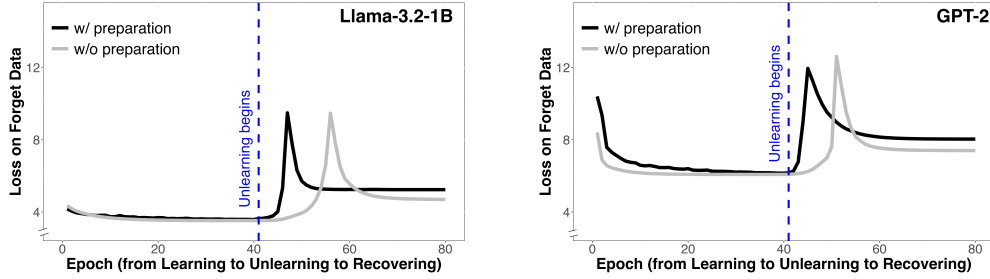 Llama-3.2-1B
w/ preparation
w/o preparation
Unlearning begins
Loss on Forget Data
12
8
4
0
20
40
60
80
Epoch (from Learning to Unlearning to Recovering)
GPT-2
w/ preparation
w/o preparation
Unlearning begins
Loss on Forget Data
12
8
4
0
20
40
60
80
Epoch (from Learning to Unlearning to Recovering)